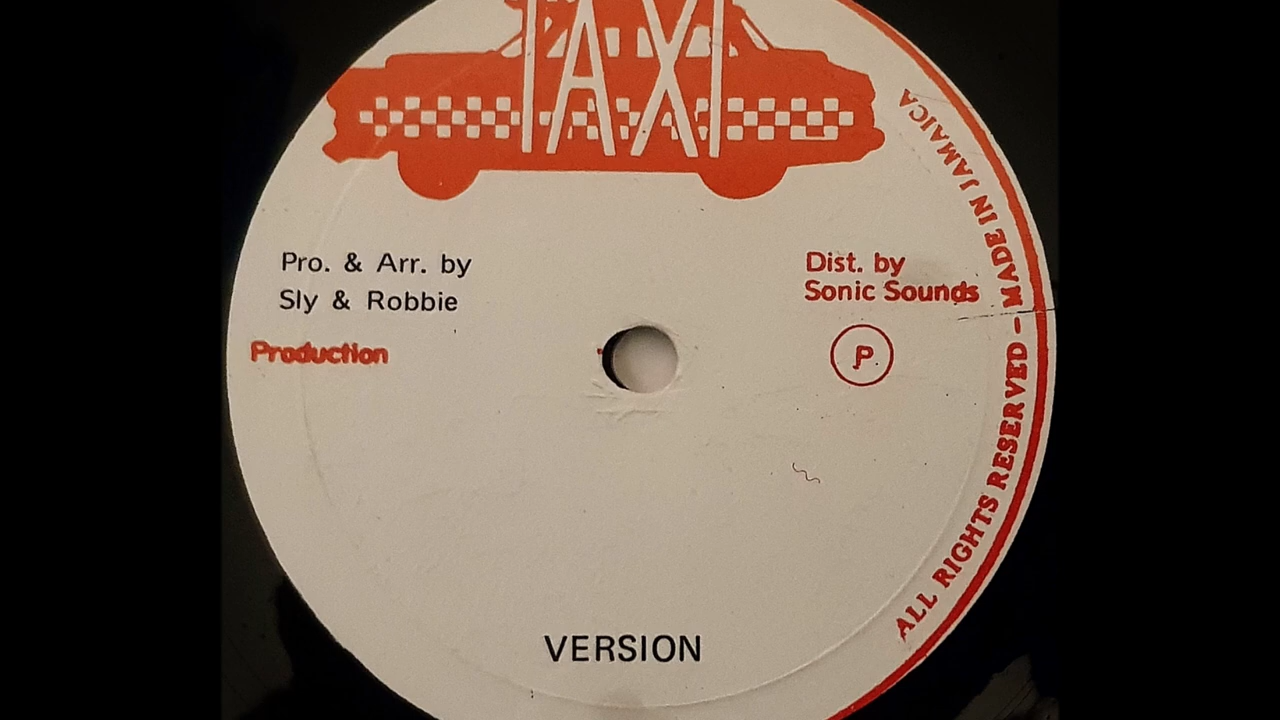 TAXI
Pro. & Arr. by
Sly & Robbie
Production
Dist. by
Sonic Sounds
P
ALL RIGHTS RESERVED - MADE IN JAMAICA
VERSION